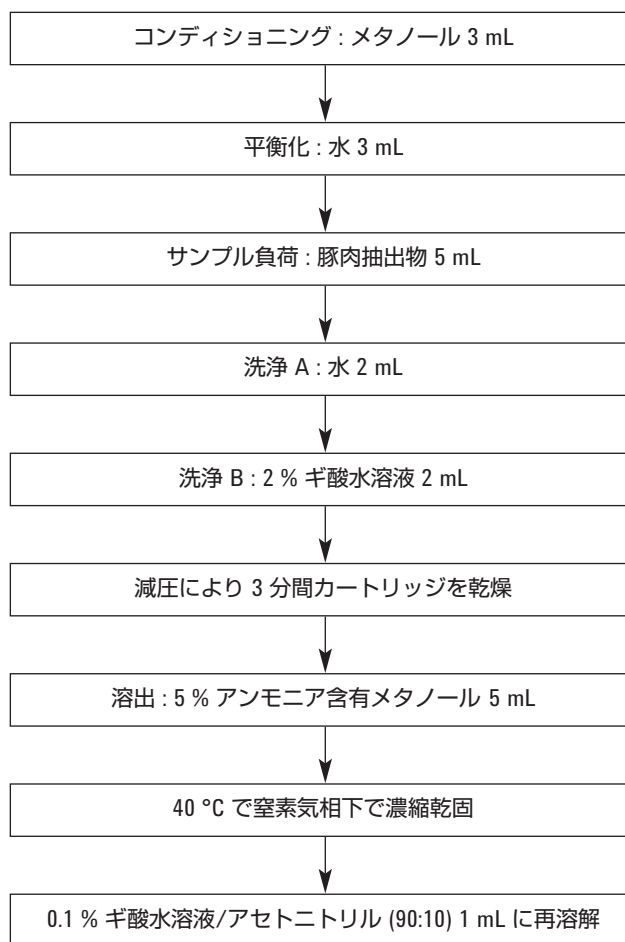 コンディショニング : メタノール 3 mL
平衡化 : 水 3 mL
サンプル負荷 : 豚肉抽出物 5 mL
洗浄 A : 水 2 mL
洗浄 B : 2 % ギ酸水溶液 2 mL
減圧により 3 分間カートリッジを乾燥
溶出 : 5 % アンモニア含有メタノール 5 mL
40 °C で窒素気相下で濃縮乾固
0.1 % ギ酸水溶液/アセトニトリル (90:10) 1 mL に再溶解